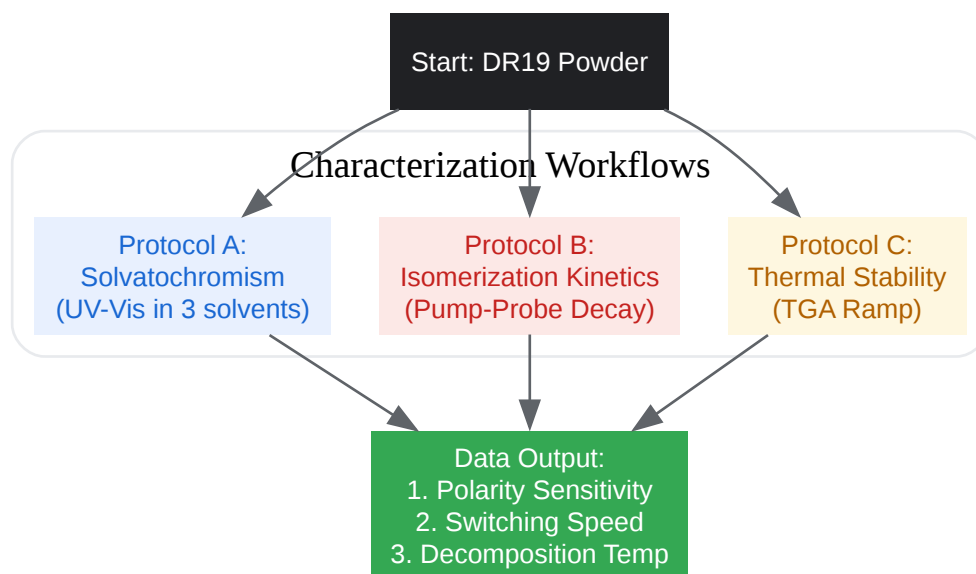 Start: DR19 Powder
Characterization Workflows
Protocol A:
Solvatochromism
(UV-Vis in 3 solvents)
Protocol B:
Isomerization Kinetics
(Pump-Probe Decay)
Protocol C:
Thermal Stability
(TGA Ramp)
Data Output:
1. Polarity Sensitivity
2. Switching Speed
3. Decomposition Temp